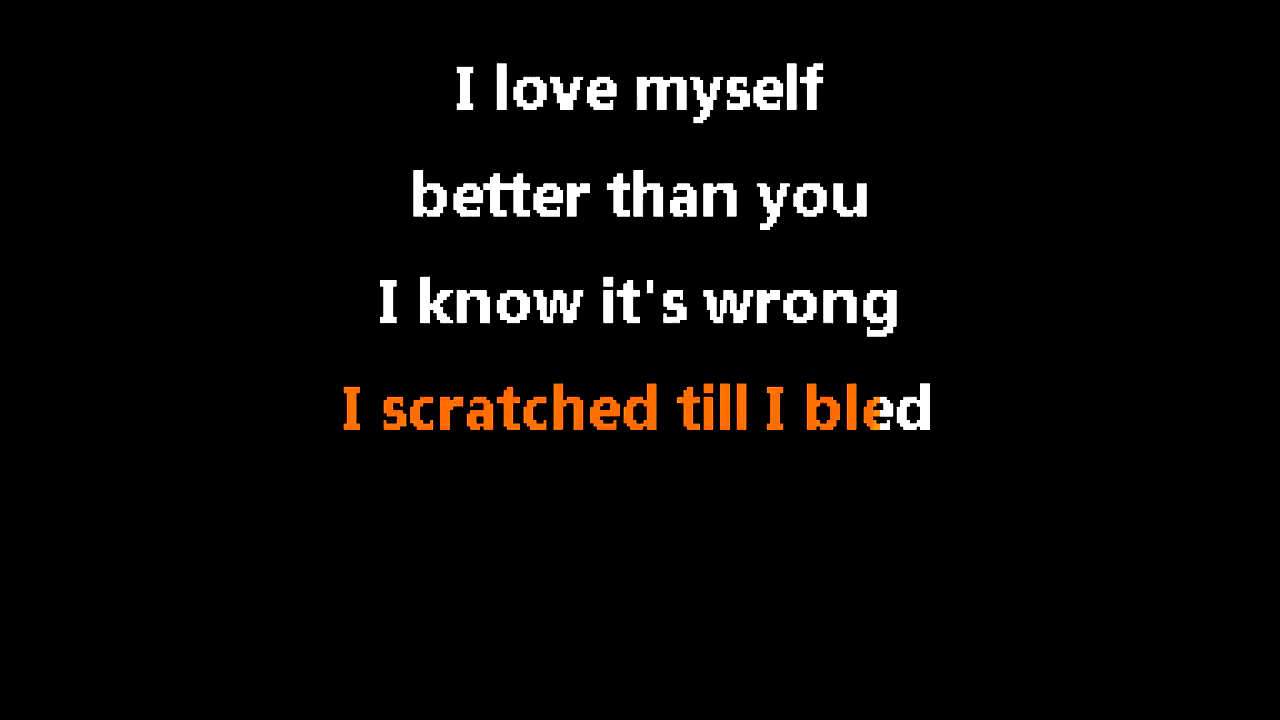 I love myself
better than you
I know it's wrong
I scratched till I bled